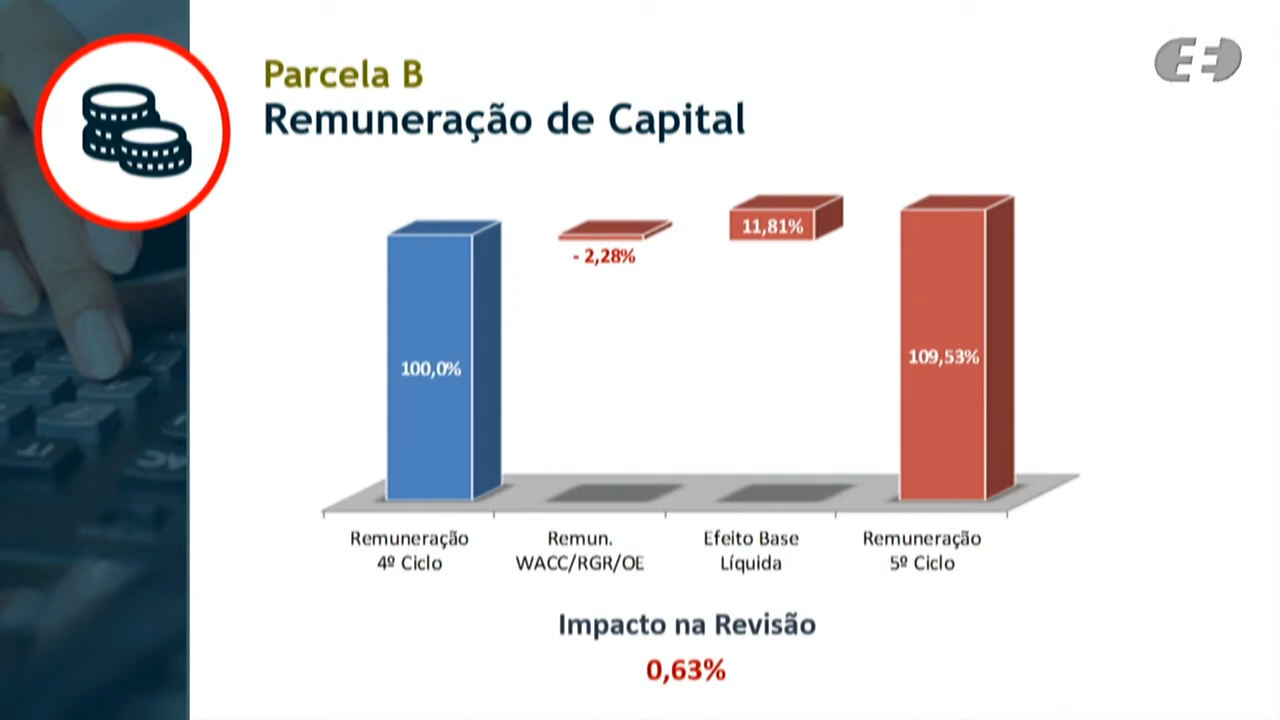 Parcela B
Remuneração de Capital
100,0%
- 2,28%
11,81%
109,53%
Remuneração
4º Ciclo
Remun.
WACC/RGR/OE
Efeito Base
Líquida
Remuneração
5º Ciclo
Impacto na Revisão
0,63%